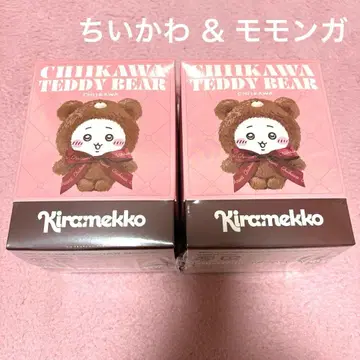 ちいかわ & モモンガ
CHIIKAWA
TEDDY BEAR
CHIIKAWA
TEDDY BEAR
Kiramekko
Kiramekko